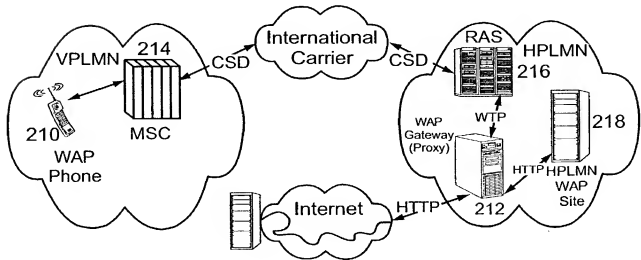 VPLMN
214
CSD
International
Carrier
CSD
RAS
HPLMN
216
210
WAP
Phone
MSC
WAP
Gateway
(Proxy)
WTP
218
HTTP
HPLMN
WAP
Site
212
Internet
HTTP